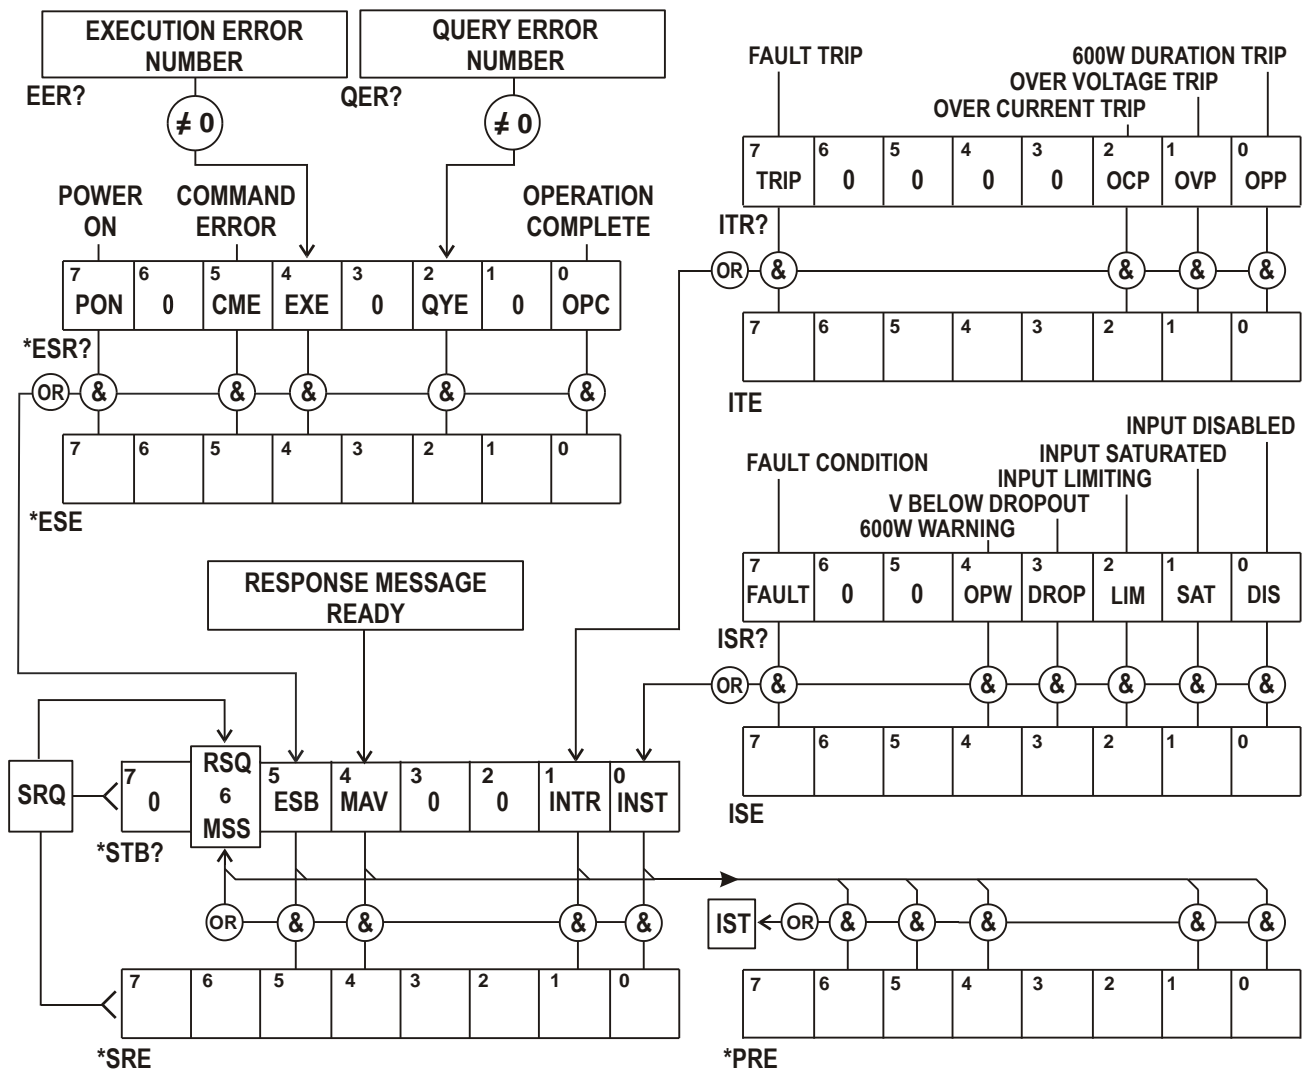 EXECUTION ERROR
NUMBER
EER?
≠ 0
QUERY ERROR
NUMBER
QER?
≠ 0
POWER
ON
COMMAND
ERROR
OPERATION
COMPLETE
7 6 5 4 3 2 1 0
PON 0 CME EXE 0 QYE 0 OPC
*ESR?
OR & & & & &
7 6 5 4 3 2 1 0
*ESE
FAULT TRIP
600W DURATION TRIP
OVER VOLTAGE TRIP
OVER CURRENT TRIP
7 6 5 4 3 2 1 0
TRIP 0 0 0 0 OCP OVP OPP
ITR?
OR & & & &
7 6 5 4 3 2 1 0
ITE
INPUT DISABLED
INPUT SATURATED
FAULT CONDITION
INPUT LIMITING
V BELOW DROPOUT
600W WARNING
7 6 5 4 3 2 1 0
FAULT 0 0 OPW DROP LIM SAT DIS
ISR?
OR & & & & & &
7 6 5 4 3 2 1 0
ISE
RESPONSE MESSAGE
READY
SRQ
7 5 4 3 2 1 0
0 ESB MAV 0 0 INTR INST
RSQ
6
MSS
*STB?
OR & & & &
7 6 5 4 3 2 1 0
*SRE
IST OR & & & & &
7 6 5 4 3 2 1 0
*PRE